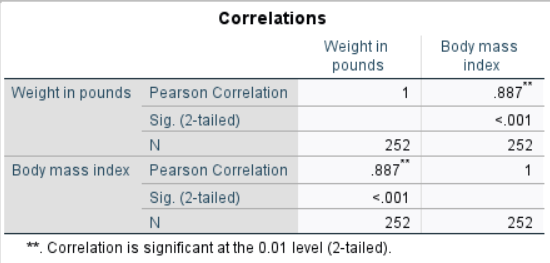 Correlations
Weight in pounds Body mass index
Weight in pounds Pearson Correlation 1 .887**
Sig. (2-tailed) <.001
N 252 252
Body mass index Pearson Correlation .887** 1
Sig. (2-tailed) <.001
N 252 252
**. Correlation is significant at the 0.01 level (2-tailed).